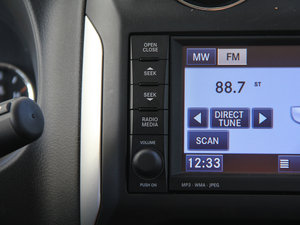 OPEN
CLOSE
SEEK
SEEK
RADIO
MEDIA
VOLUME
PUSH ON
MW FM
88.7 ST
DIRECT
TUNE
SCAN
12:33
MP3 - WMA - JPEG